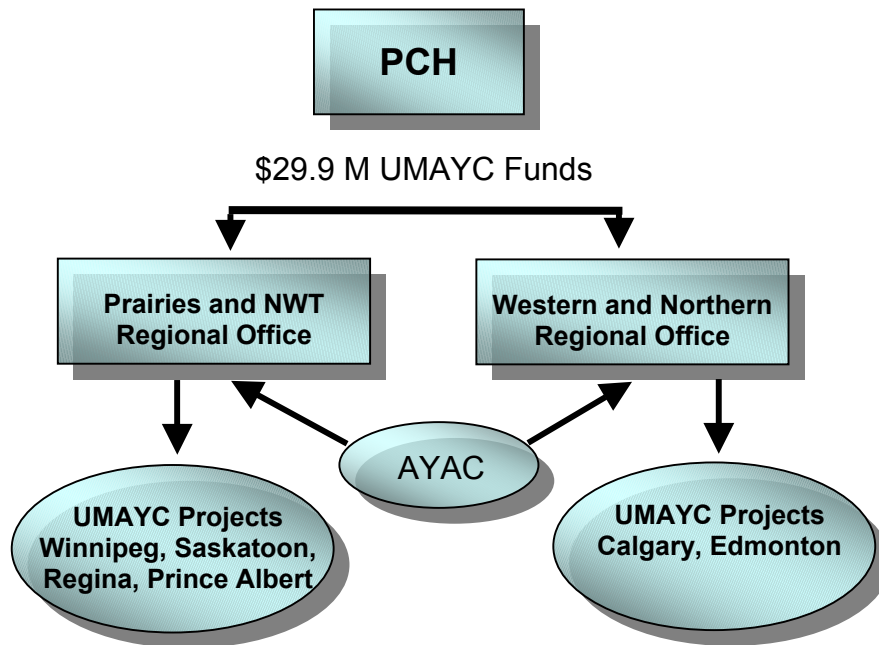 PCH
$29.9 M UMAYC Funds
Prairies and NWT
Regional Office
Western and Northern
Regional Office
AYAC
UMAYC Projects
Winnipeg, Saskatoon,
Regina, Prince Albert
UMAYC Projects
Calgary, Edmonton